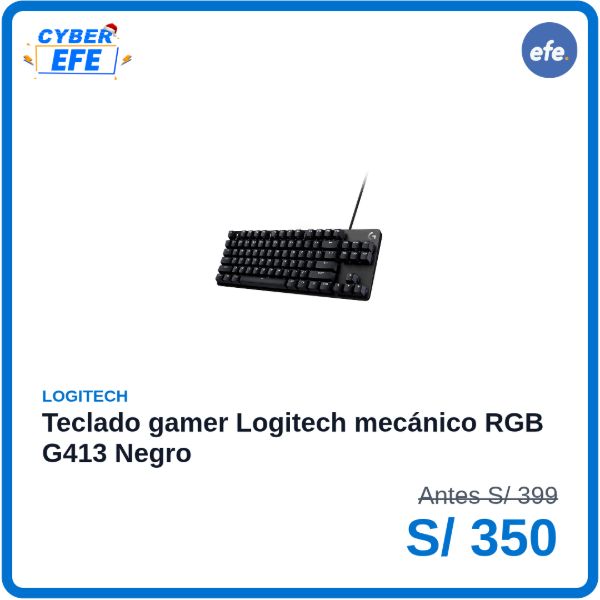 CYBER
EFE
efe.
LOGITECH
Teclado gamer Logitech mecánico RGB
G413 Negro
Antes S/ 399
S/ 350